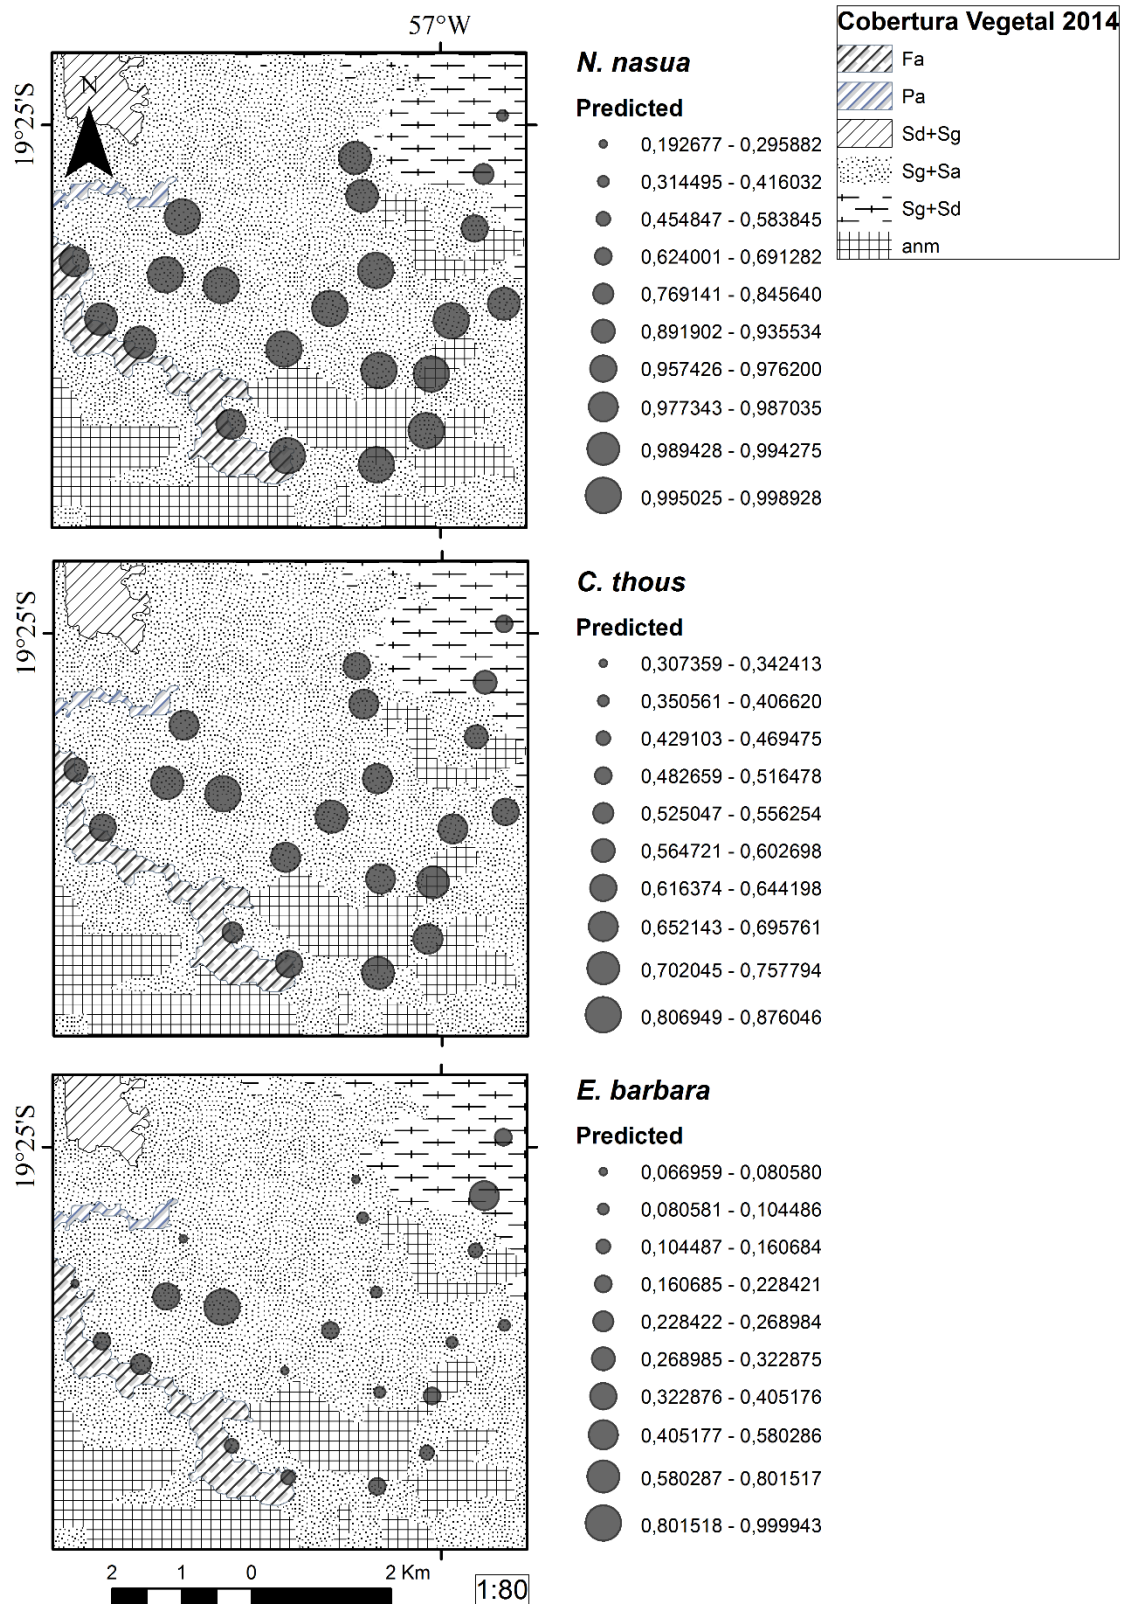 57°W
19°25'S
N
N. nasua
Predicted
0,192677 - 0,295882
0,314495 - 0,416032
0,454847 - 0,583845
0,624001 - 0,691282
0,769141 - 0,845640
0,891902 - 0,935534
0,957426 - 0,976200
0,977343 - 0,987035
0,989428 - 0,994275
0,995025 - 0,998928
Cobertura Vegetal 2014
Fa
Pa
Sd+Sg
Sg+Sa
Sg+Sd
anm
19°25'S
C. thous
Predicted
0,307359 - 0,342413
0,350561 - 0,406620
0,429103 - 0,469475
0,482659 - 0,516478
0,525047 - 0,556254
0,564721 - 0,602698
0,616374 - 0,644198
0,652143 - 0,695761
0,702045 - 0,757794
0,806949 - 0,876046
19°25'S
E. barbara
Predicted
0,066959 - 0,080580
0,080581 - 0,104486
0,104487 - 0,160684
0,160685 - 0,228421
0,228422 - 0,268984
0,268985 - 0,322875
0,322876 - 0,405176
0,405177 - 0,580286
0,580287 - 0,801517
0,801518 - 0,999943
2 1 0 2 Km
1:80